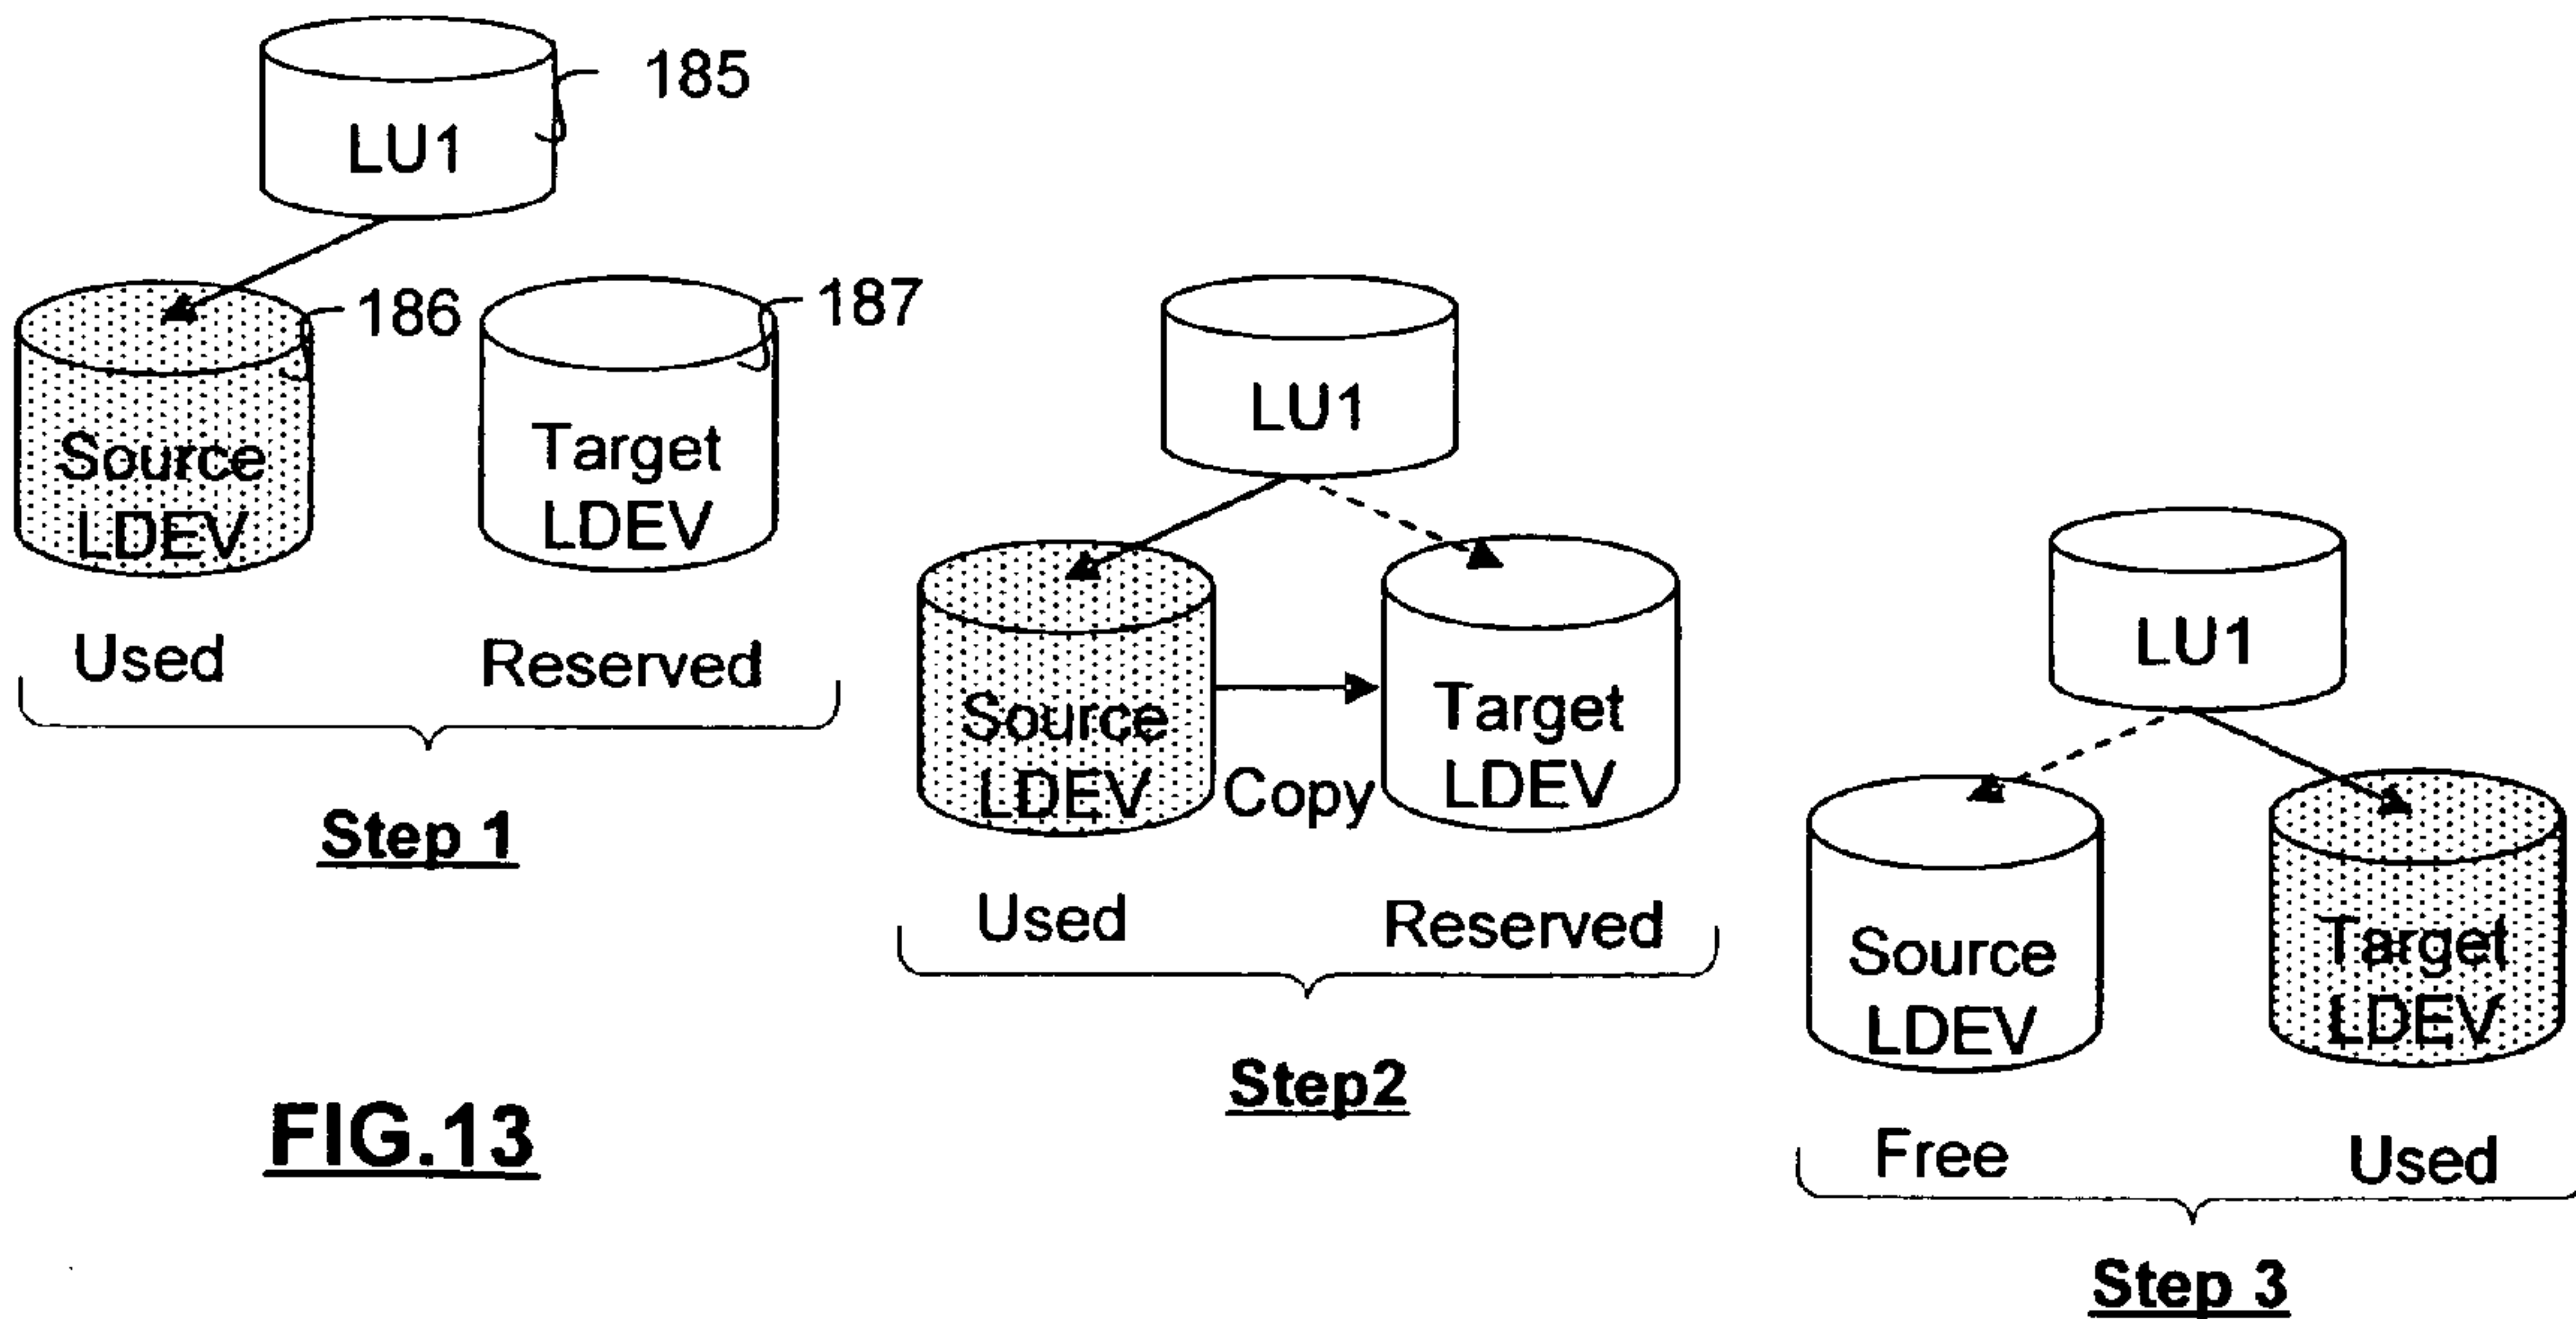 185
LU1
186
187
Source
LDEV
Target
LDEV
Used
Reserved
Step 1
LU1
Source
LDEV
Copy
Target
LDEV
Used
Reserved
Step2
LU1
Source
LDEV
Target
LDEV
Free
Used
Step 3
FIG.13